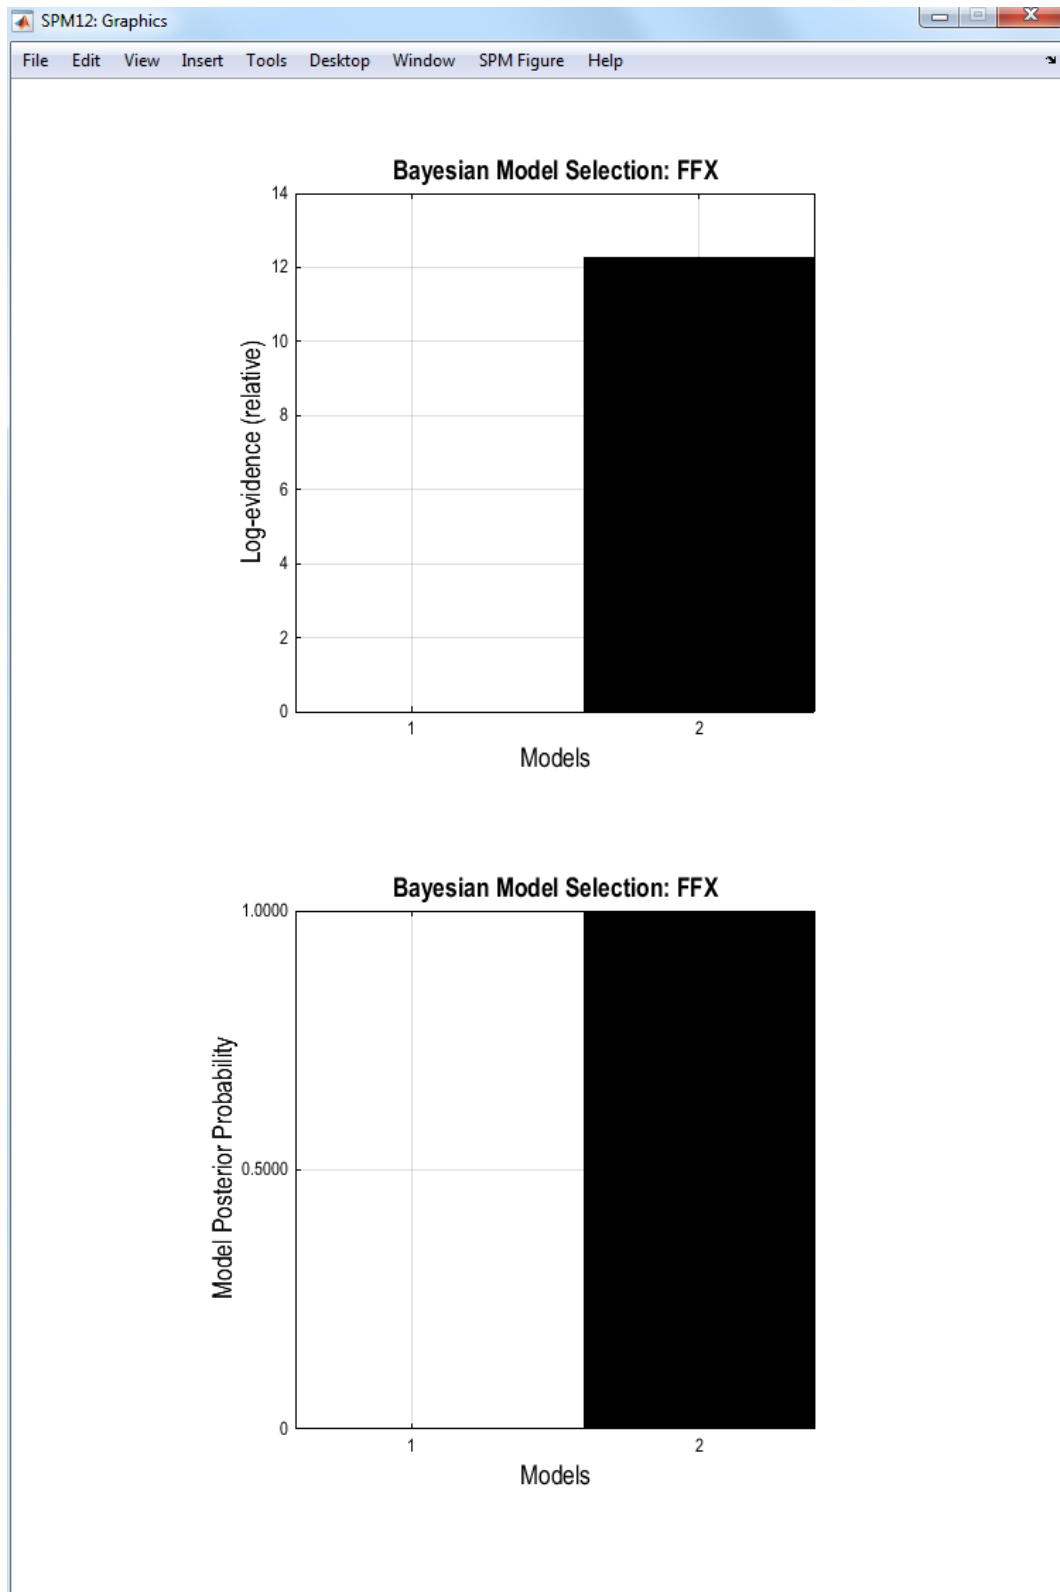 SPM12: Graphics
File Edit View Insert Tools Desktop Window SPM Figure Help
Bayesian Model Selection: FFX
14
12
10
8
6
4
2
0
Log-evidence (relative)
1 2
Models
Bayesian Model Selection: FFX
1.0000
0.5000
0
Model Posterior Probability
1 2
Models